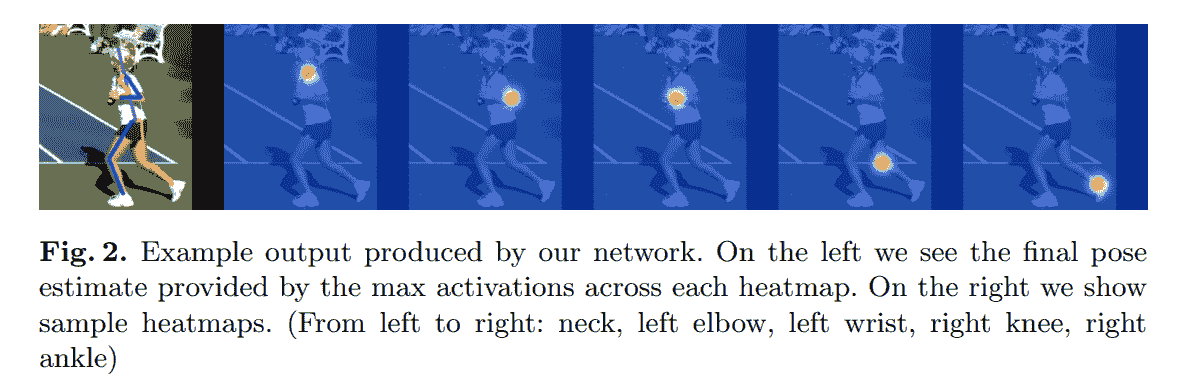 Fig. 2. Example output produced by our network. On the left we see the final pose
estimate provided by the max activations across each heatmap. On the right we show
sample heatmaps. (From left to right: neck, left elbow, left wrist, right knee, right
ankle)